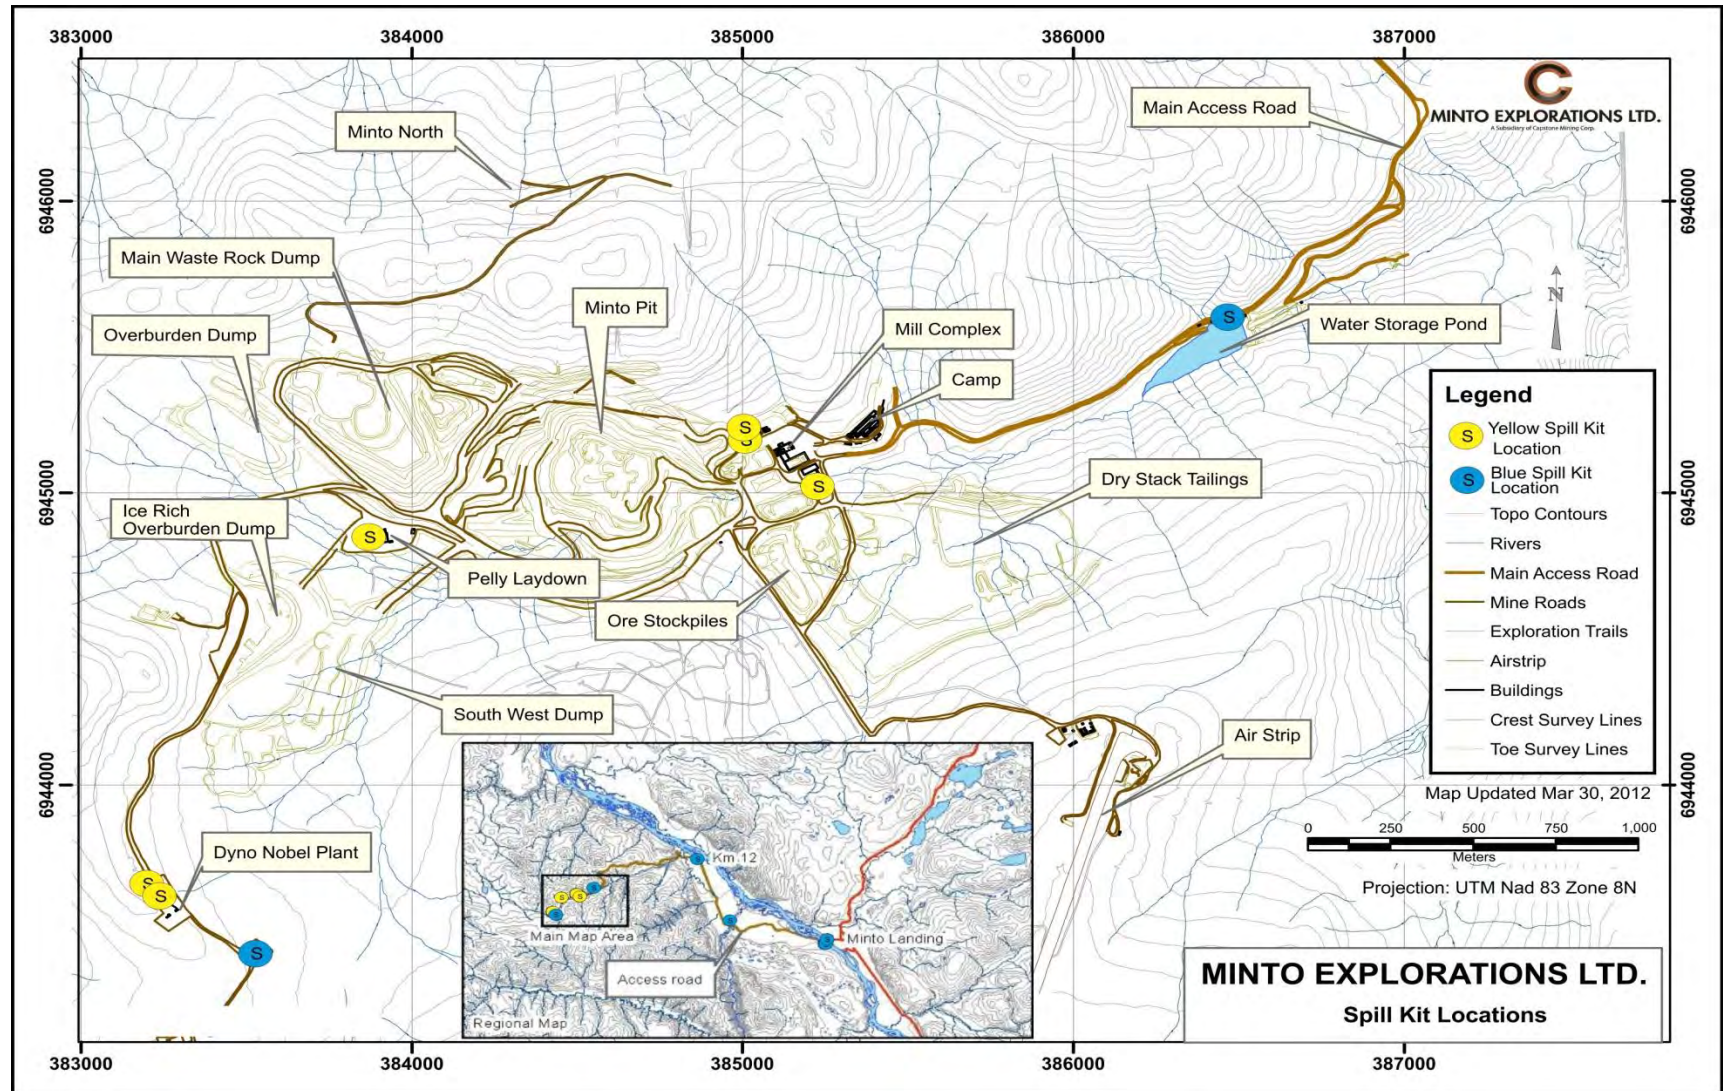 383000
384000
385000
386000
387000
MINTO EXPLORATIONS LTD.
A Subsidiary of Capstone Mining Corp.
Main Access Road
Minto North
6946000
6946000
Main Waste Rock Dump
Overburden Dump
Minto Pit
Mill Complex
Camp
S
Water Storage Pond
N
S
S
S
Dry Stack Tailings
6945000
6945000
Ice Rich
Overburden Dump
S
Pelly Laydown
Ore Stockpiles
South West Dump
Air Strip
Legend
S Yellow Spill Kit
Location
S Blue Spill Kit
Location
Topo Contours
Rivers
Main Access Road
Mine Roads
Exploration Trails
Airstrip
Buildings
Crest Survey Lines
Toe Survey Lines
6944000
6944000
Map Updated Mar 30, 2012
0 250 500 750 1,000
Meters
Projection: UTM Nad 83 Zone 8N
Dyno Nobel Plant
S
S
S
Km 12
Main Map Area
Minto Landing
Access road
Regional Map
MINTO EXPLORATIONS LTD.
Spill Kit Locations
383000
384000
385000
386000
387000